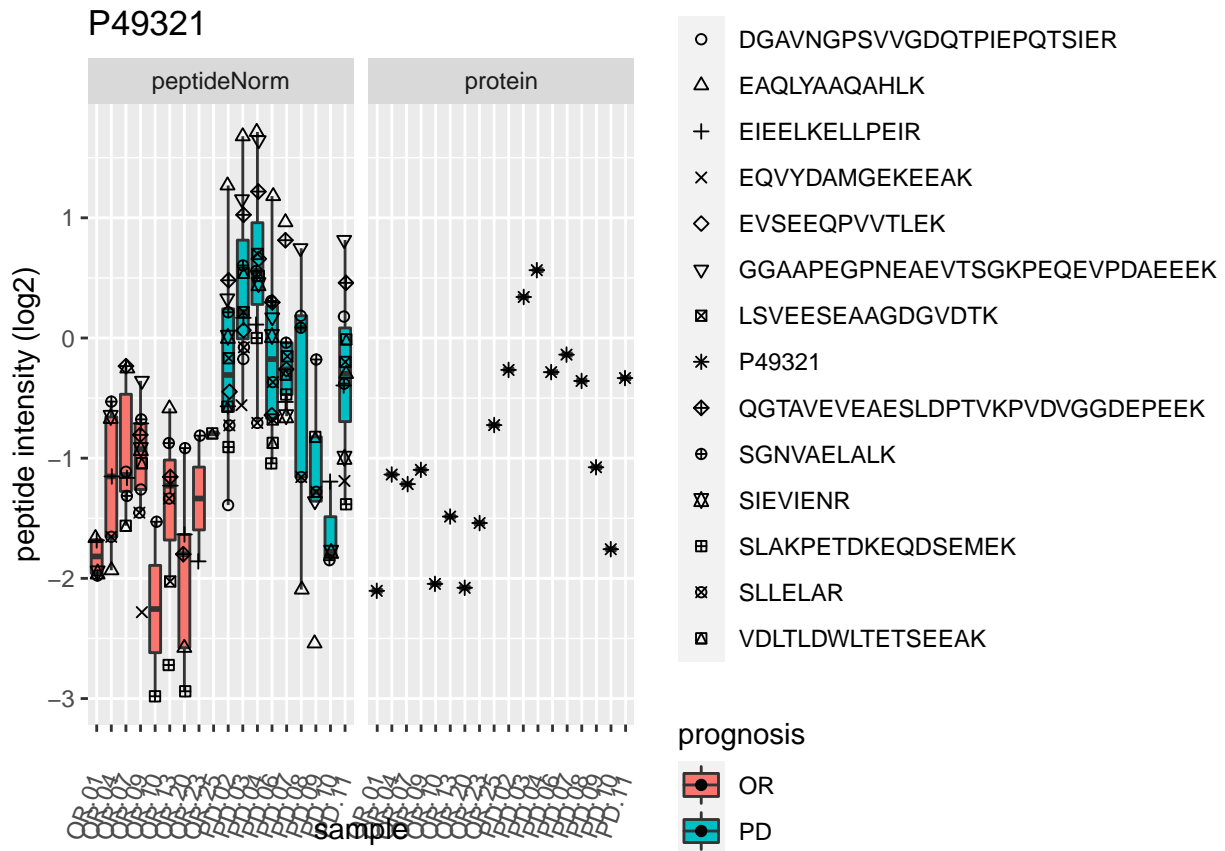 P49321
peptideNorm
protein
peptide intensity (log2)
1
0
−1
−2
−3
sample
DGAVNGPSVVGDQTPIEPQTSIER
EAQLYAAQAHLK
EIEELKELLPEIR
EQVYDAMGEKEEAK
EVSEEQPVVTLEK
GGAAPEGPNEAEVTSGKPEQEVPDAEEEK
LSVEESEAAGDGVDTK
P49321
QGTAVEVEAESLDPTVKPVDVGGDEPEEK
SGNVAELALK
SIEVIENR
SLAKPETDKEQDSEMEK
SLLELAR
VDLTLDWLTETSEEAK
prognosis
OR
PD